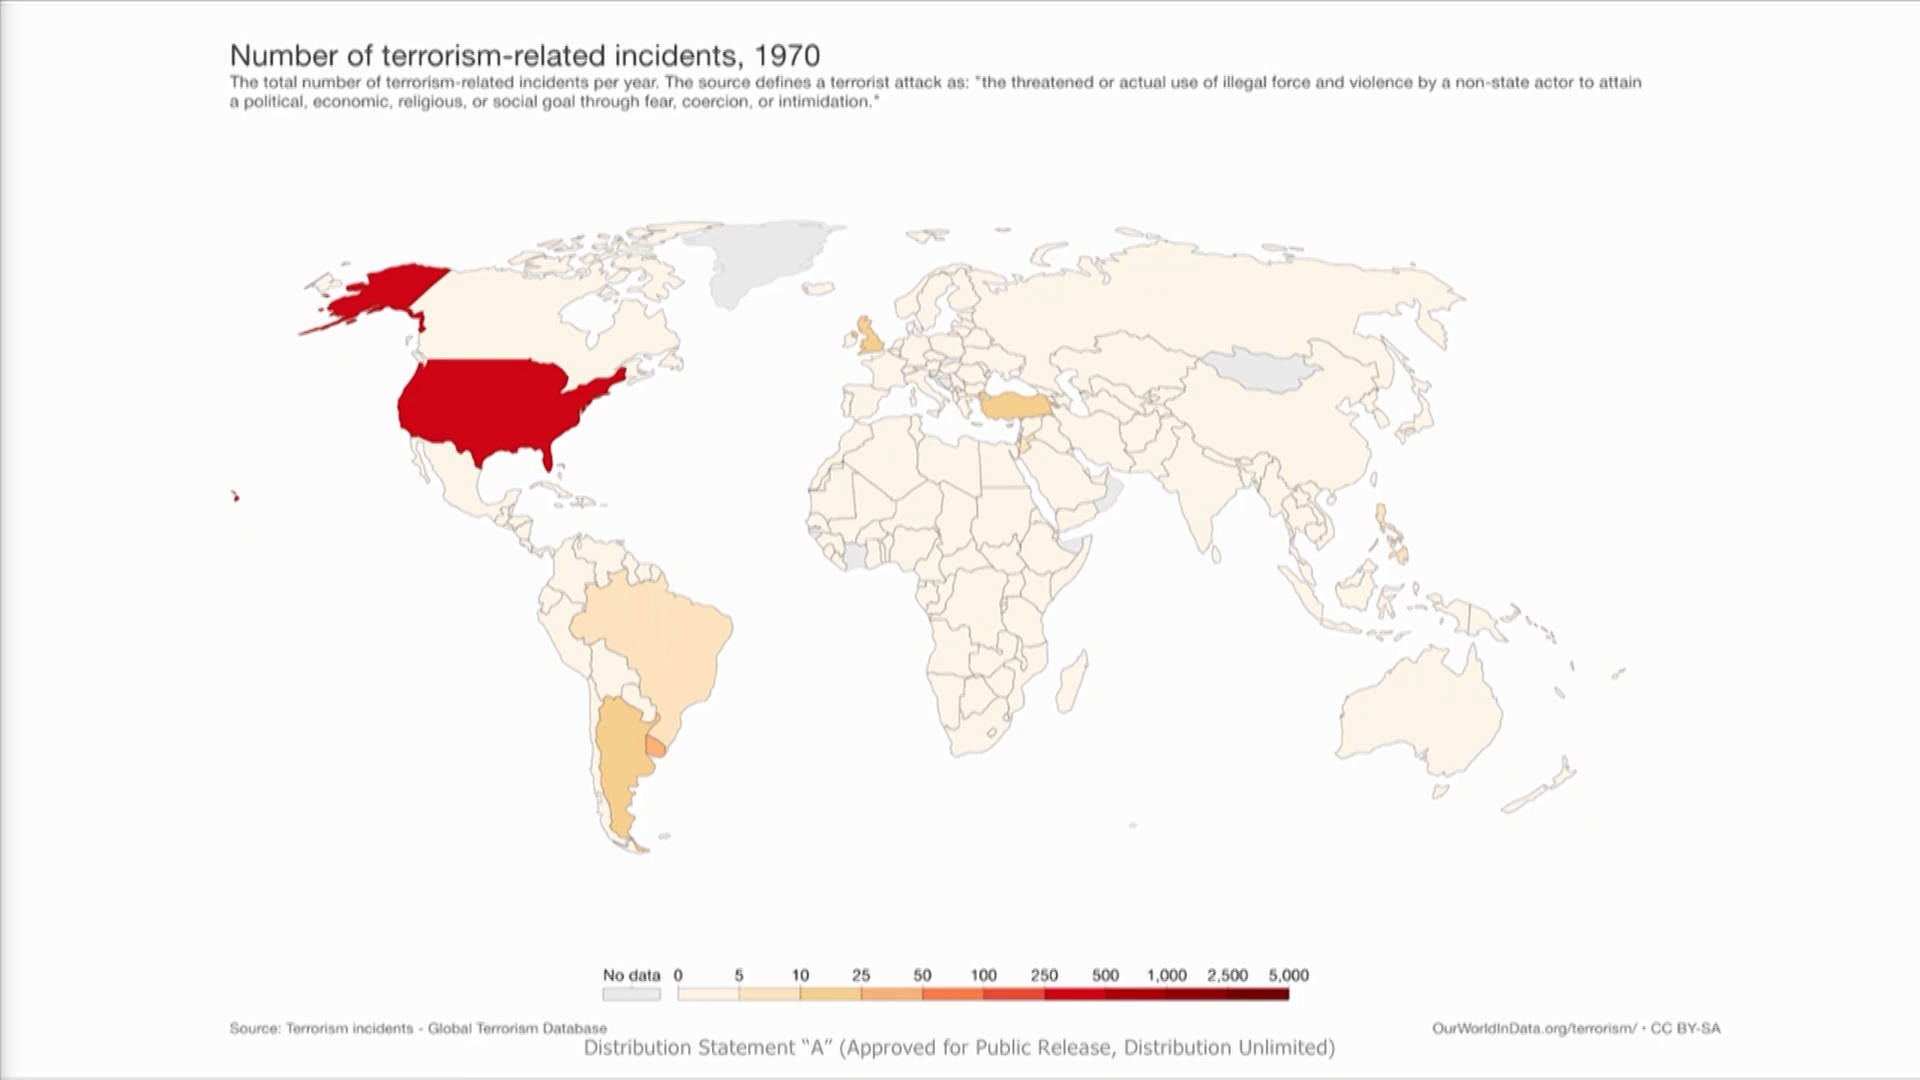 Number of terrorism-related incidents, 1970
The total number of terrorism-related incidents per year. The source defines a terrorist attack as: "the threatened or actual use of illegal force and violence by a non-state actor to attain
a political, economic, religious, or social goal through fear, coercion, or intimidation."
No data 0 5 10 25 50 100 250 500 1,000 2,500 5,000
Source: Terrorism incidents - Global Terrorism Database
OurWorldInData.org/terrorism/ • CC BY-SA
Distribution Statement “A” (Approved for Public Release, Distribution Unlimited)